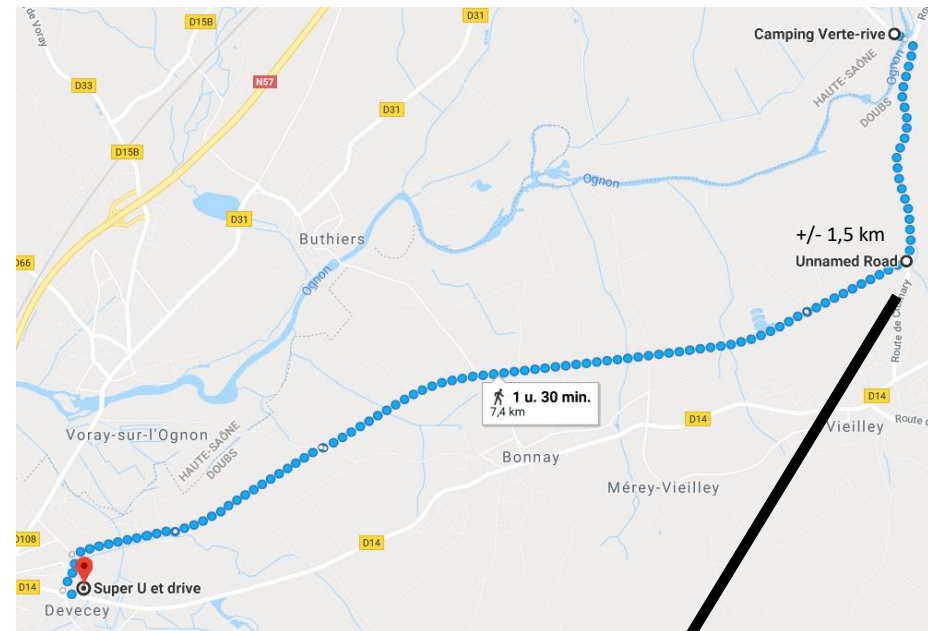 D15B
D31
de Voray
Camping Verte-rive
Ognon
HAUTE-SAÔNE
DOUBS
N57
D33
D31
D15B
Ognon
D31
Buthiers
+/- 1,5 km
Unnamed Road
D66
Ognon
Route de Cromary
1 u. 30 min.
7,4 km
D14
D14
Vieilley
Route d
Voray-sur-l'Ognon
HAUTE-SAÔNE
DOUBS
Bonnay
Mérey-Vieilley
D108
D14
D14
Super U et drive
Devecey